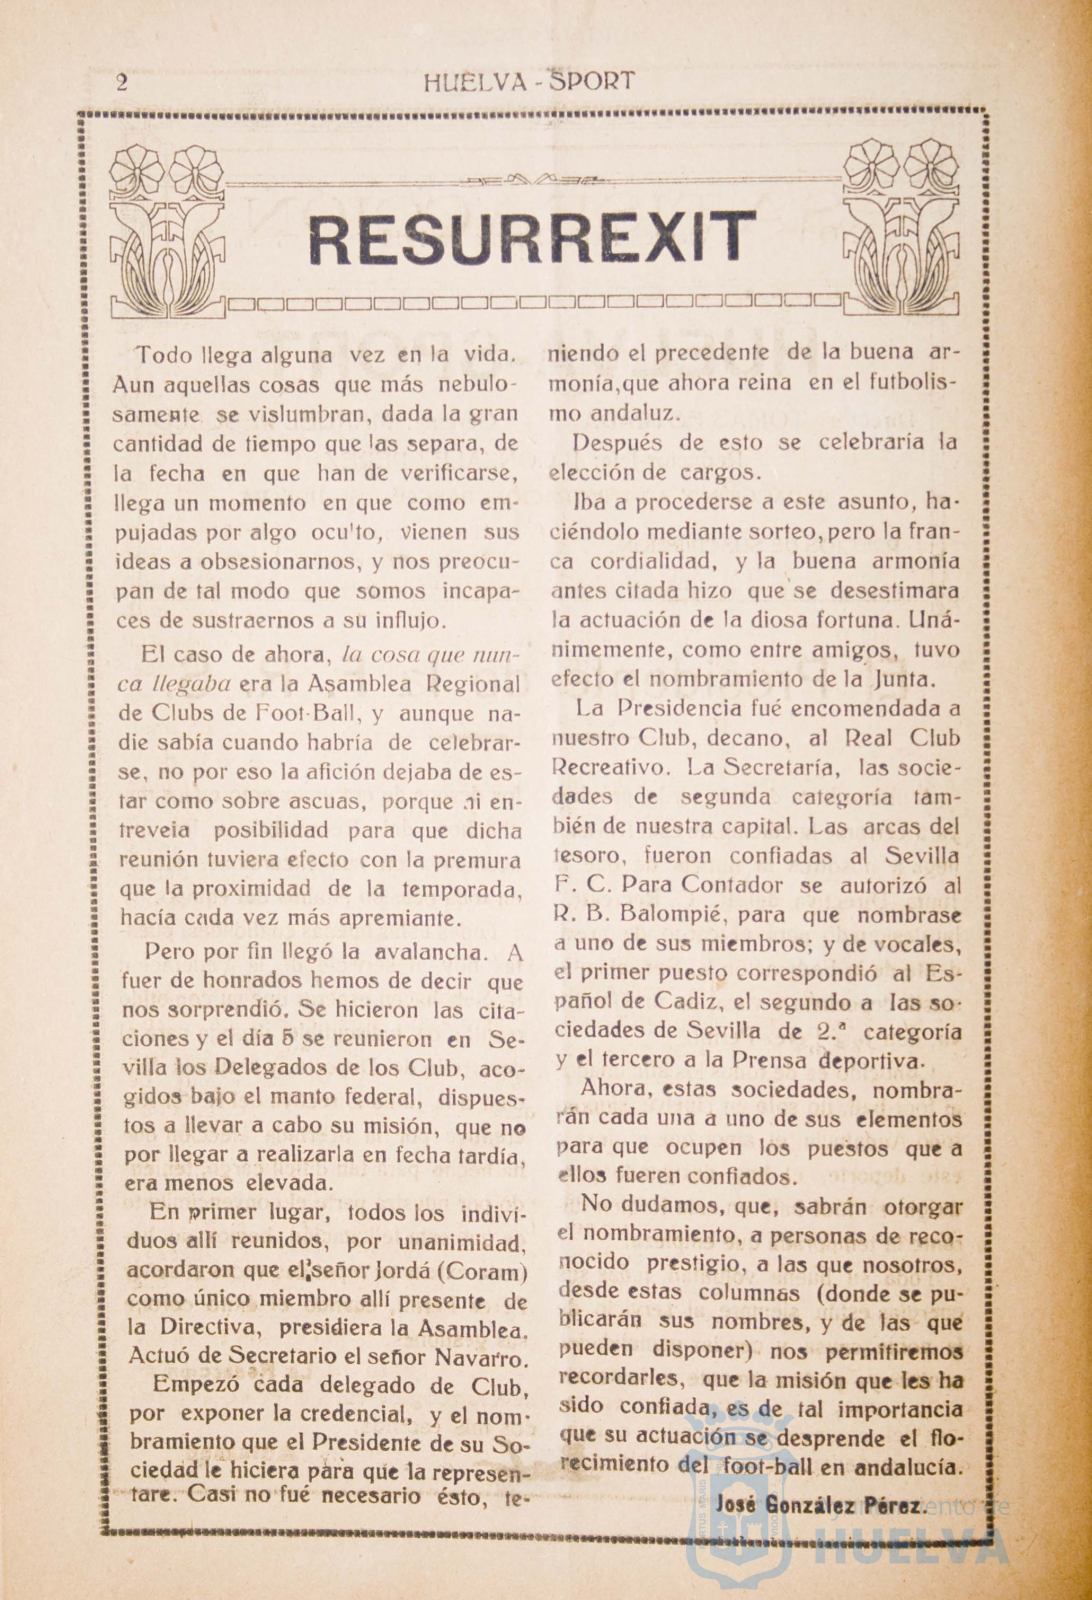 2
HUELVA - SPORT
RESURREXIT
Todo llega alguna vez en la vida.
Aun aquellas cosas que más nebulo-
samente se vislumbran, dada la gran
cantidad de tiempo que las separa, de
la fecha en que han de verificarse,
llega un momento en que como em-
pujadas por algo oculto, vienen sus
ideas a obsesionarnos, y nos preocu-
pan de tal modo que somos incapa-
ces de sustraernos a su influjo.
El caso de ahora, la cosa que nun-
ca llegaba era la Asamblea Regional
de Clubs de Foot-Ball, y aunque na-
die sabía cuando habría de celebrar-
se, no por eso la afición dejaba de es-
tar como sobre ascuas, porque ni en-
treveia posibilidad para que dicha
reunión tuviera efecto con la premura
que la proximidad de la temporada,
hacía cada vez más apremiante.
Pero por fin llegó la avalancha. A
fuer de honrados hemos de decir que
nos sorprendió. Se hicieron las cita-
ciones y el día 5 se reunieron en Se-
villa los Delegados de los Club, aco-
gidos bajo el manto federal, dispues-
tos a llevar a cabo su misión, que no
por llegar a realizarla en fecha tardía,
era menos elevada.
En primer lugar, todos los indivi-
duos allí reunidos, por unanimidad,
acordaron que el señor Jordá (Coram)
como único miembro allí presente de
la Directiva, presidiera la Asamblea.
Actuó de Secretario el señor Navarro.
Empezó cada delegado de Club,
por exponer la credencial, y el nom-
bramiento que el Presidente de su So-
ciedad le hiciera para que la represen-
tare. Casi no fué necesario ésto, te-
niendo el precedente de la buena ar-
monía,que ahora reina en el futbolis-
mo andaluz.
Después de esto se celebraría la
elección de cargos.
Iba a procederse a este asunto, ha-
ciéndolo mediante sorteo, pero la fran-
ca cordialidad, y la buena armonía
antes citada hizo que se desestimara
la actuación de la diosa fortuna. Uná-
nimemente, como entre amigos, tuvo
efecto el nombramiento de la Junta.
La Presidencia fué encomendada a
nuestro Club, decano, al Real Club
Recreativo. La Secretaría, las socie-
dades de segunda categoría tam-
bién de nuestra capital. Las arcas del
tesoro, fueron confiadas al Sevilla
F. C. Para Contador se autorizó al
R. B. Balompié, para que nombrase
a uno de sus miembros; y de vocales,
el primer puesto correspondió al Es-
pañol de Cadiz, el segundo a las so-
ciedades de Sevilla de 2.ª categoría
y el tercero a la Prensa deportiva.
Ahora, estas sociedades, nombra-
rán cada una a uno de sus elementos
para que ocupen los puestos que a
ellos fueren confiados.
No dudamos, que, sabrán otorgar
el nombramiento, a personas de reco-
nocido prestigio, a las que nosotros,
desde estas columnas (donde se pu-
blicarán sus nombres, y de las que
pueden disponer) nos permitiremos
recordarles, que la misión que les ha
sido confiada, es de tal importancia
que su actuación se desprende el flo-
recimiento del foot-ball en andalucía.
José González Pérez.
Ayuntamiento de
HUELVA